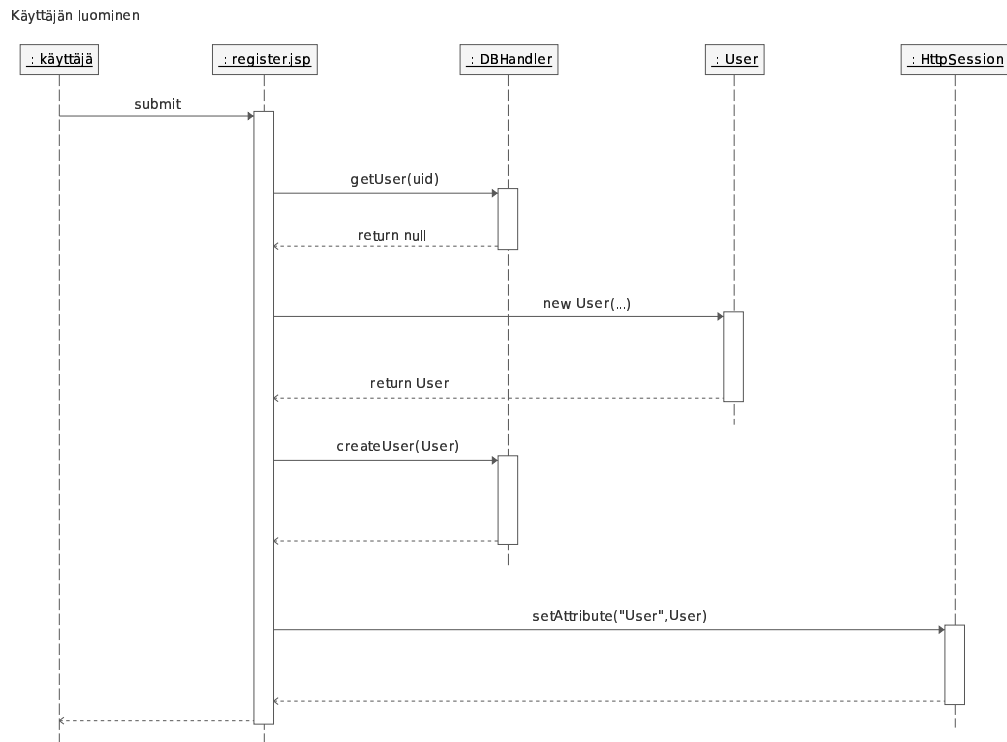 Käyttäjän luominen
: käyttäjä
: register.jsp
: DBHandler
: User
: HttpSession
submit
getUser(uid)
return null
new User(...)
return User
createUser(User)
setAttribute("User",User)